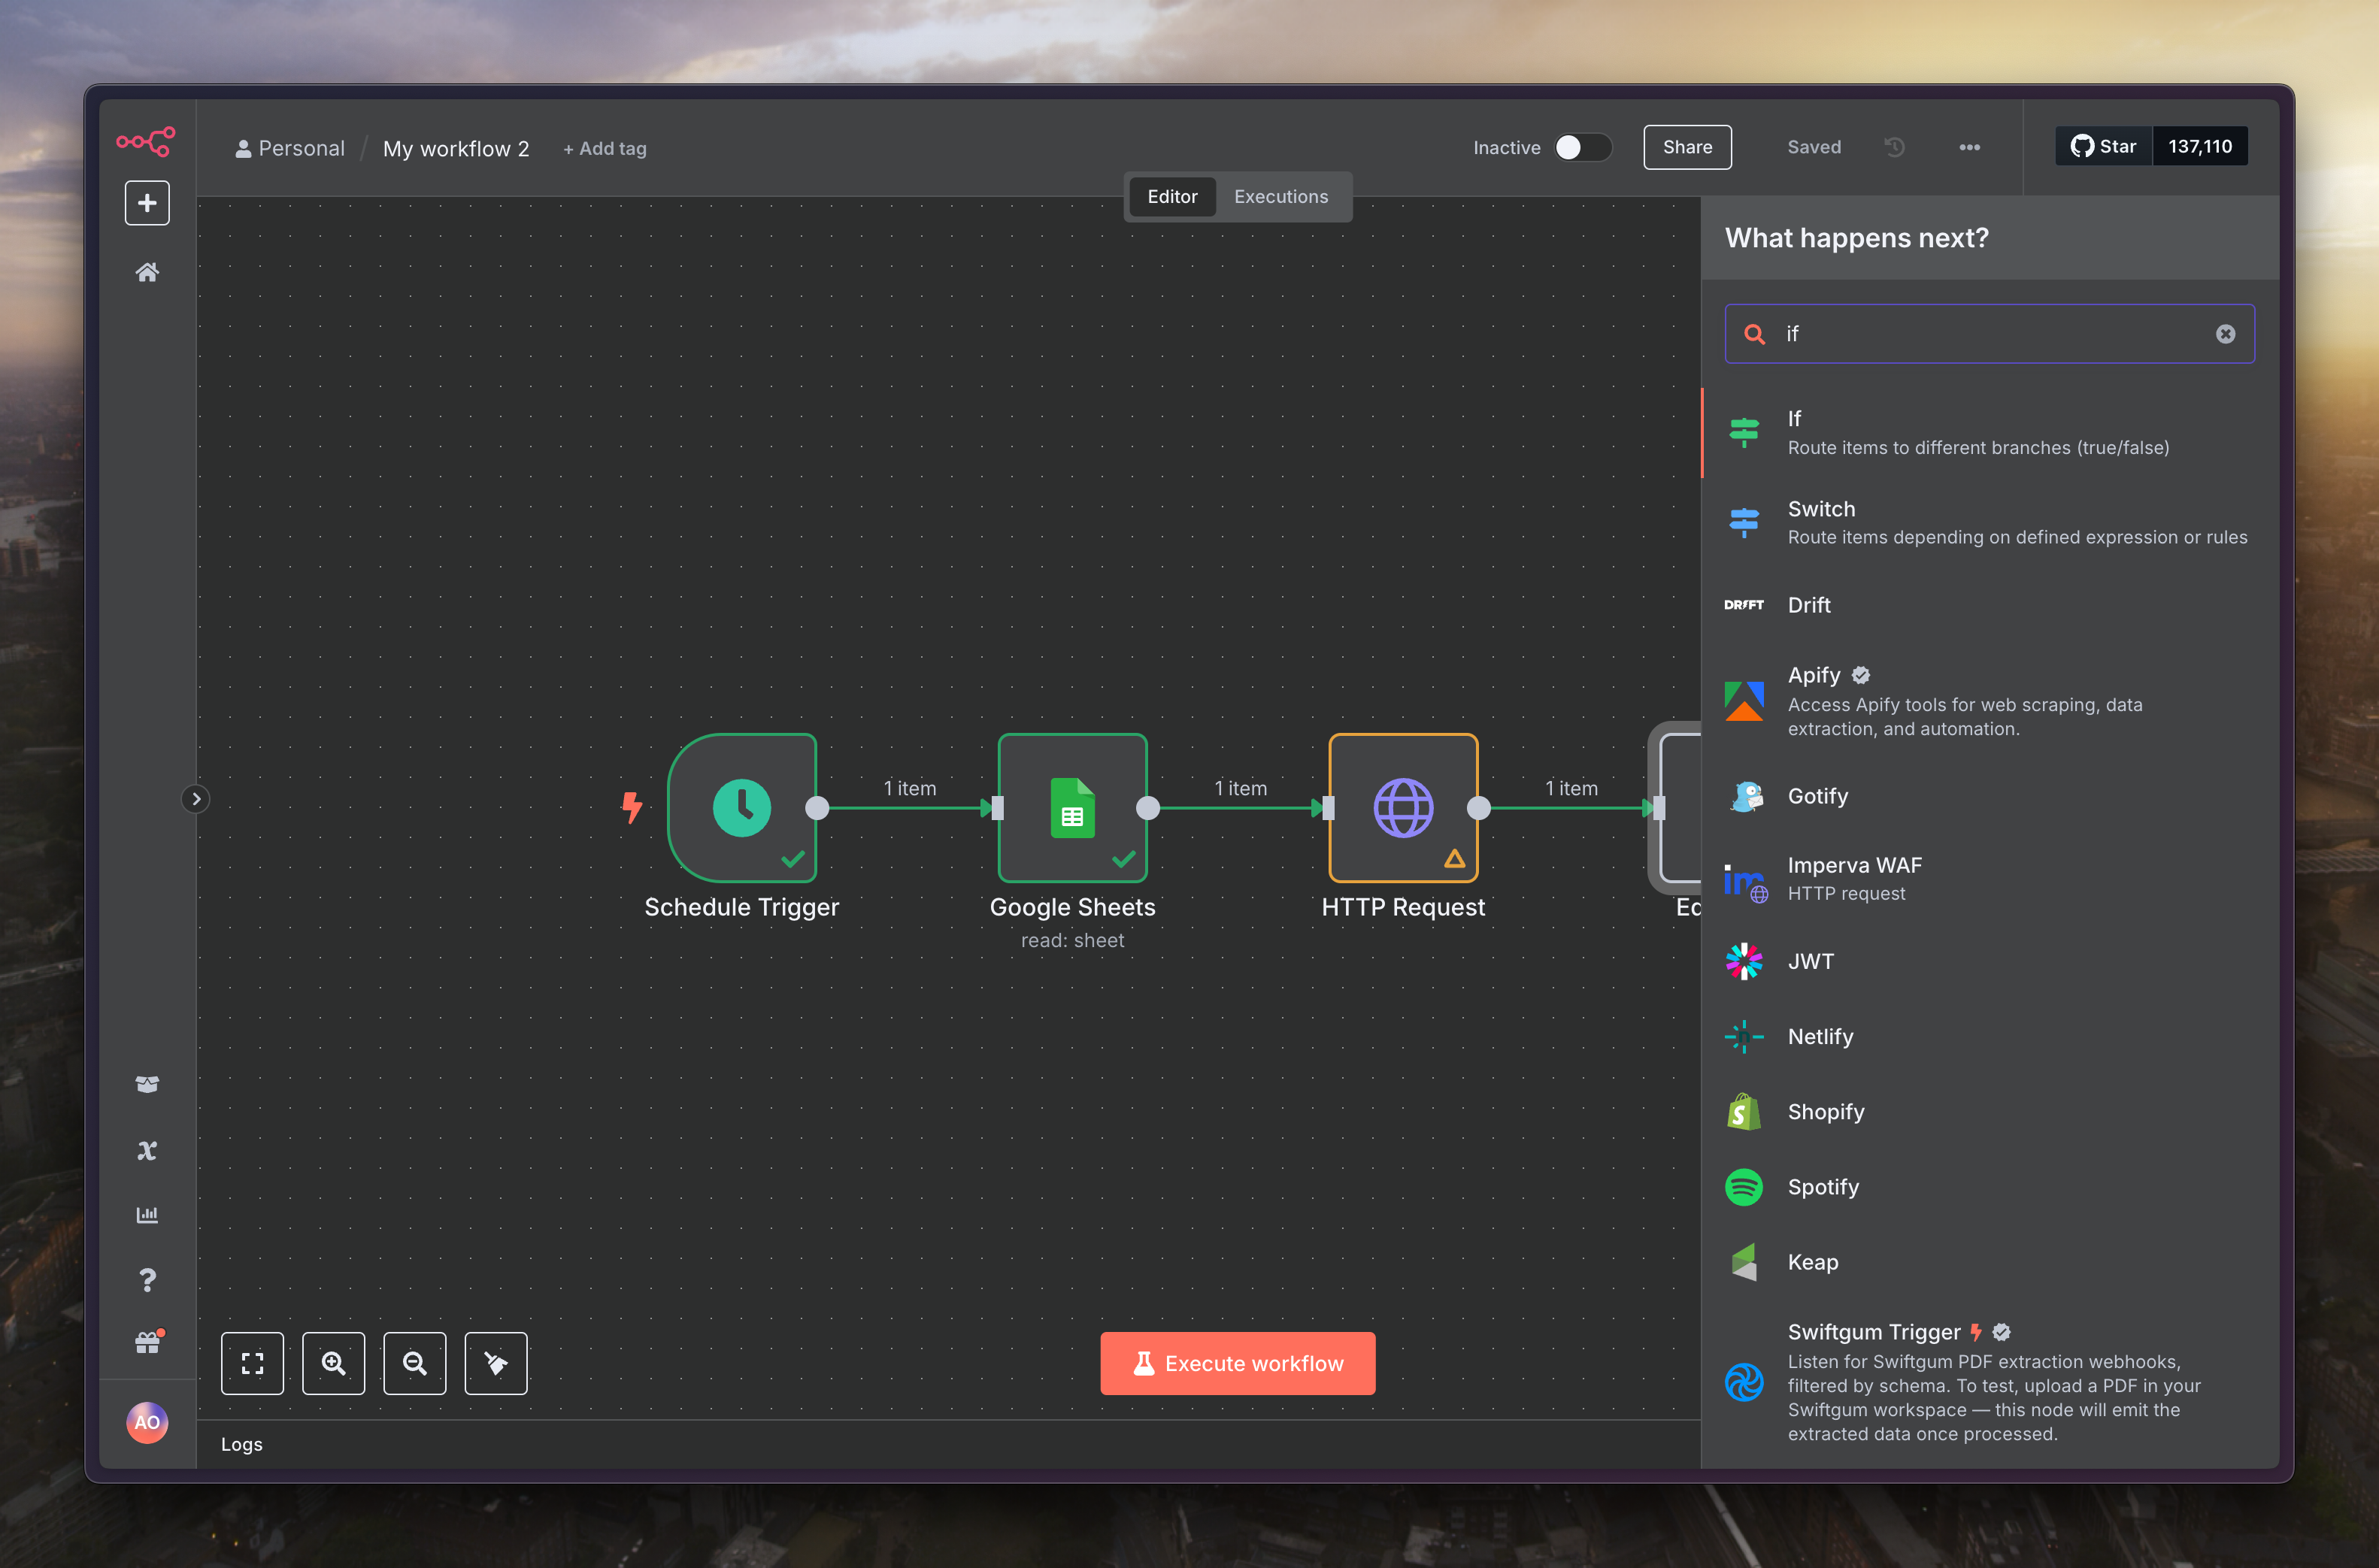 Personal / My workflow 2 + Add tag
Inactive Share Saved Star 137,110
Editor Executions
What happens next?
if
If
Route items to different branches (true/false)
Switch
Route items depending on defined expression or rules
DRIFT Drift
Apify
Access Apify tools for web scraping, data
extraction, and automation.
Gotify
im Imperva WAF
HTTP request
JWT
n Netlify
S Shopify
Spotify
Keap
Swiftgum Trigger
Listen for Swiftgum PDF extraction webhooks,
filtered by schema. To test, upload a PDF in your
Swiftgum workspace — this node will emit the
extracted data once processed.
1 item 1 item 1 item
Schedule Trigger Google Sheets HTTP Request Ed
read: sheet
Execute workflow
AO
Logs